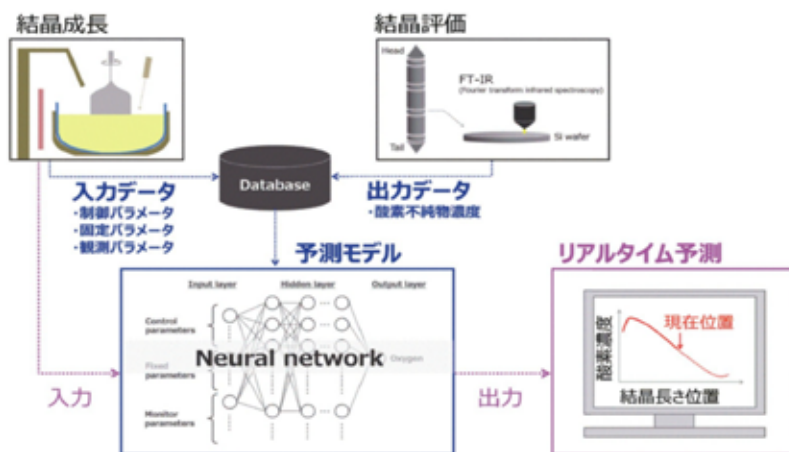 結晶成長
結晶評価
Head
Tail
FT-IR
(Fourier transform infrared spectroscopy)
Si wafer
Database
入力データ
・制御パラメータ
・固定パラメータ
・観測パラメータ
出力データ
・酸素不純物濃度
予測モデル
リアルタイム予測
Input layer
Hidden layer
Output layer
Control
parameters
Fixed
parameters
Monitor
parameters
Neural network
Oxygen
入力
出力
酸素濃度
現在位置
結晶長さ位置